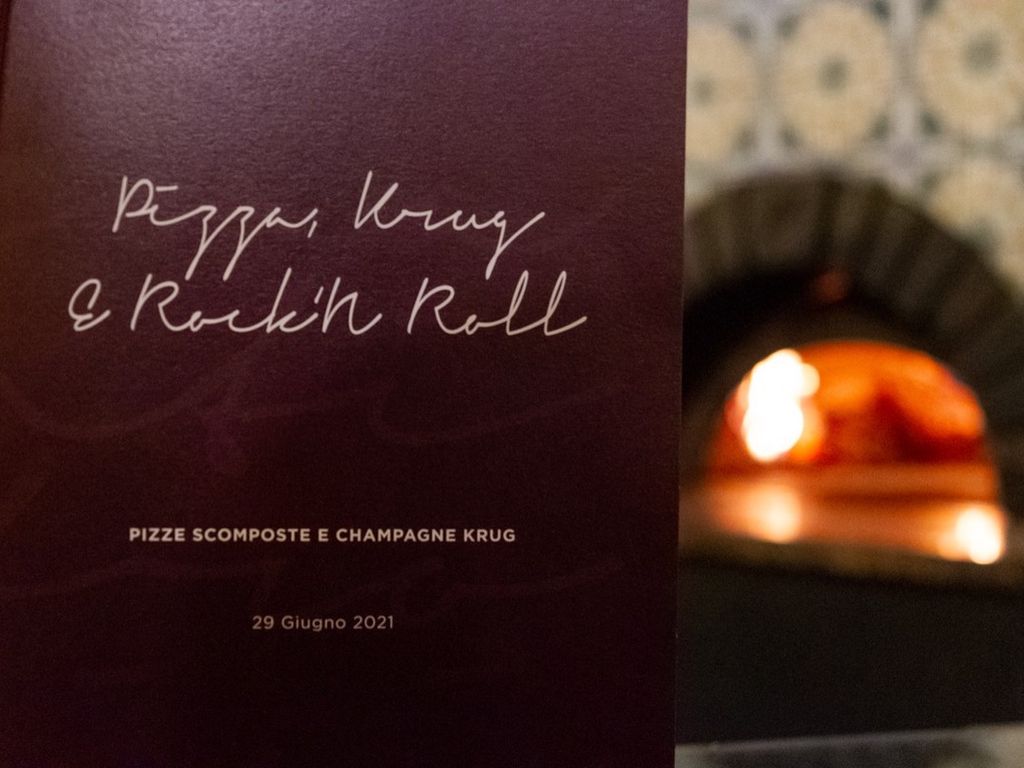 Pizza, Krug
& Rock'N Roll
PIZZE SCOMPOSTE E CHAMPAGNE KRUG
29 Giugno 2021